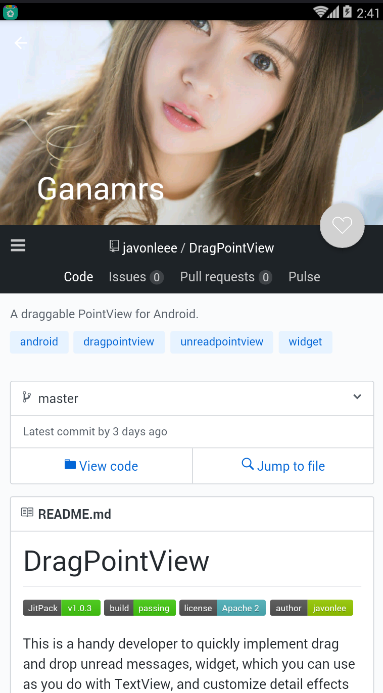 2:41
Ganamrs
javonleee / DragPointView
Code Issues 0 Pull requests 0 Pulse
A draggable PointView for Android.
android dragpointview unreadpointview widget
master
Latest commit by 3 days ago
View code Jump to file
README.md
DragPointView
JitPack v1.0.3 build passing license Apache 2 author javonlee
This is a handy developer to quickly implement drag
and drop unread messages, widget, which you can use
as you do with TextView, and customize detail effects